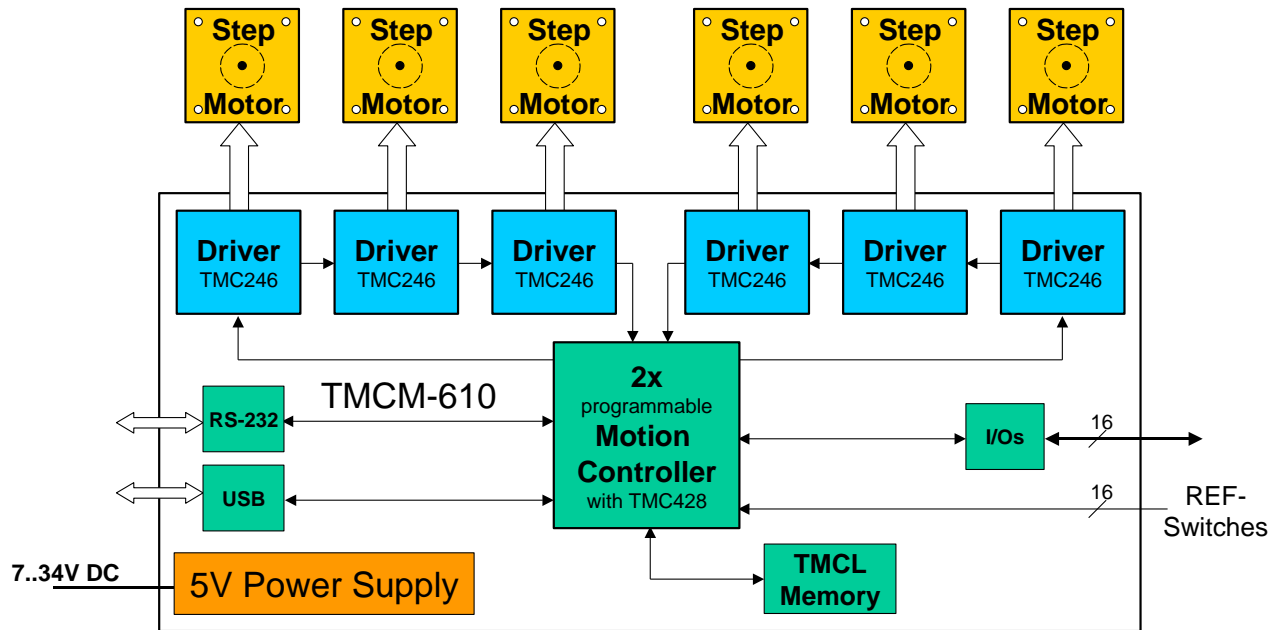 Step
Motor
Step
Motor
Step
Motor
Step
Motor
Step
Motor
Step
Motor
Driver
TMC246
Driver
TMC246
Driver
TMC246
Driver
TMC246
Driver
TMC246
Driver
TMC246
TMCM-610
2x
programmable
Motion
Controller
with TMC428
RS-232
USB
I/Os
16
16
REF-
Switches
7..34V DC
5V Power Supply
TMCL
Memory